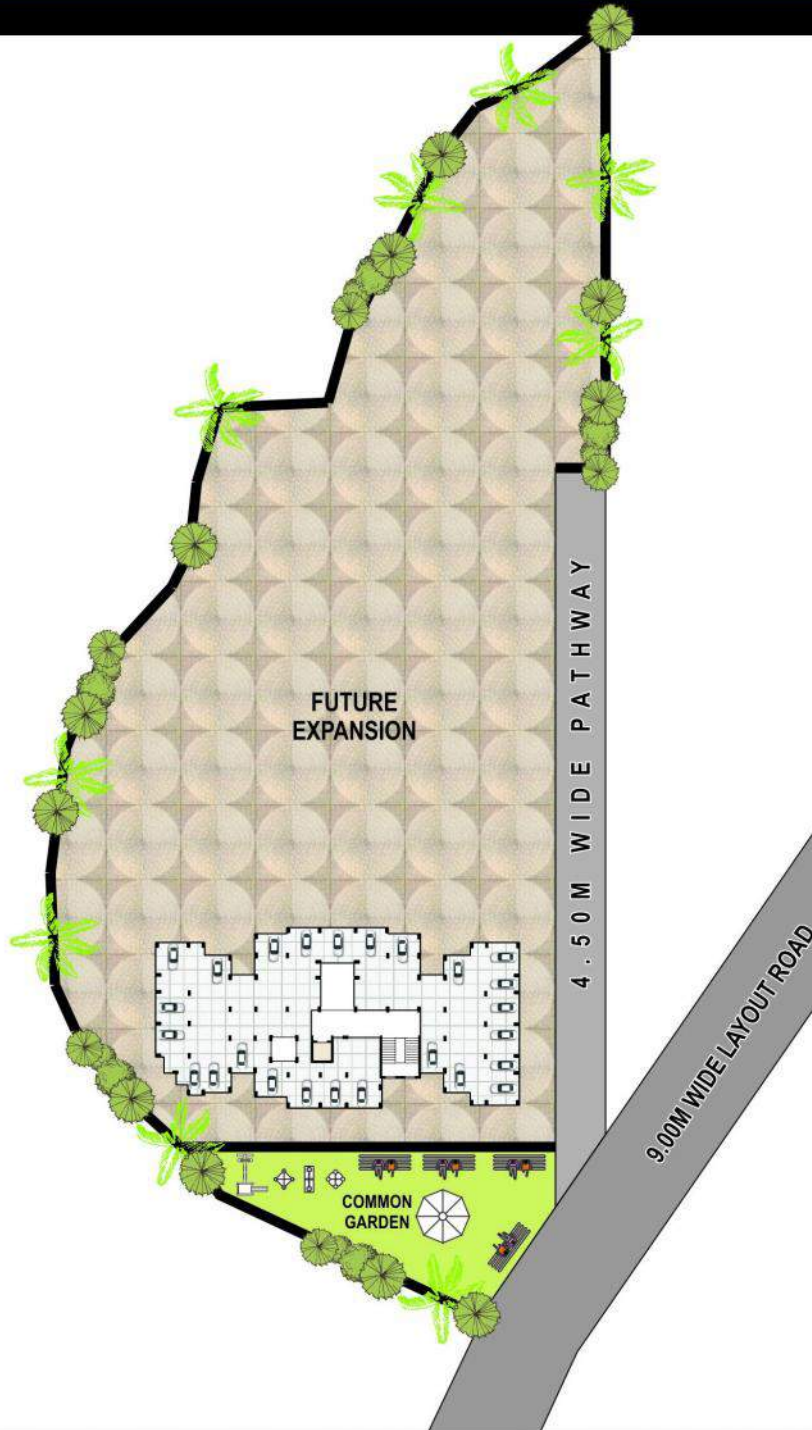 FUTURE
EXPANSION
4.50M WIDE PATHWAY
9.00M WIDE LAYOUT ROAD
COMMON
GARDEN